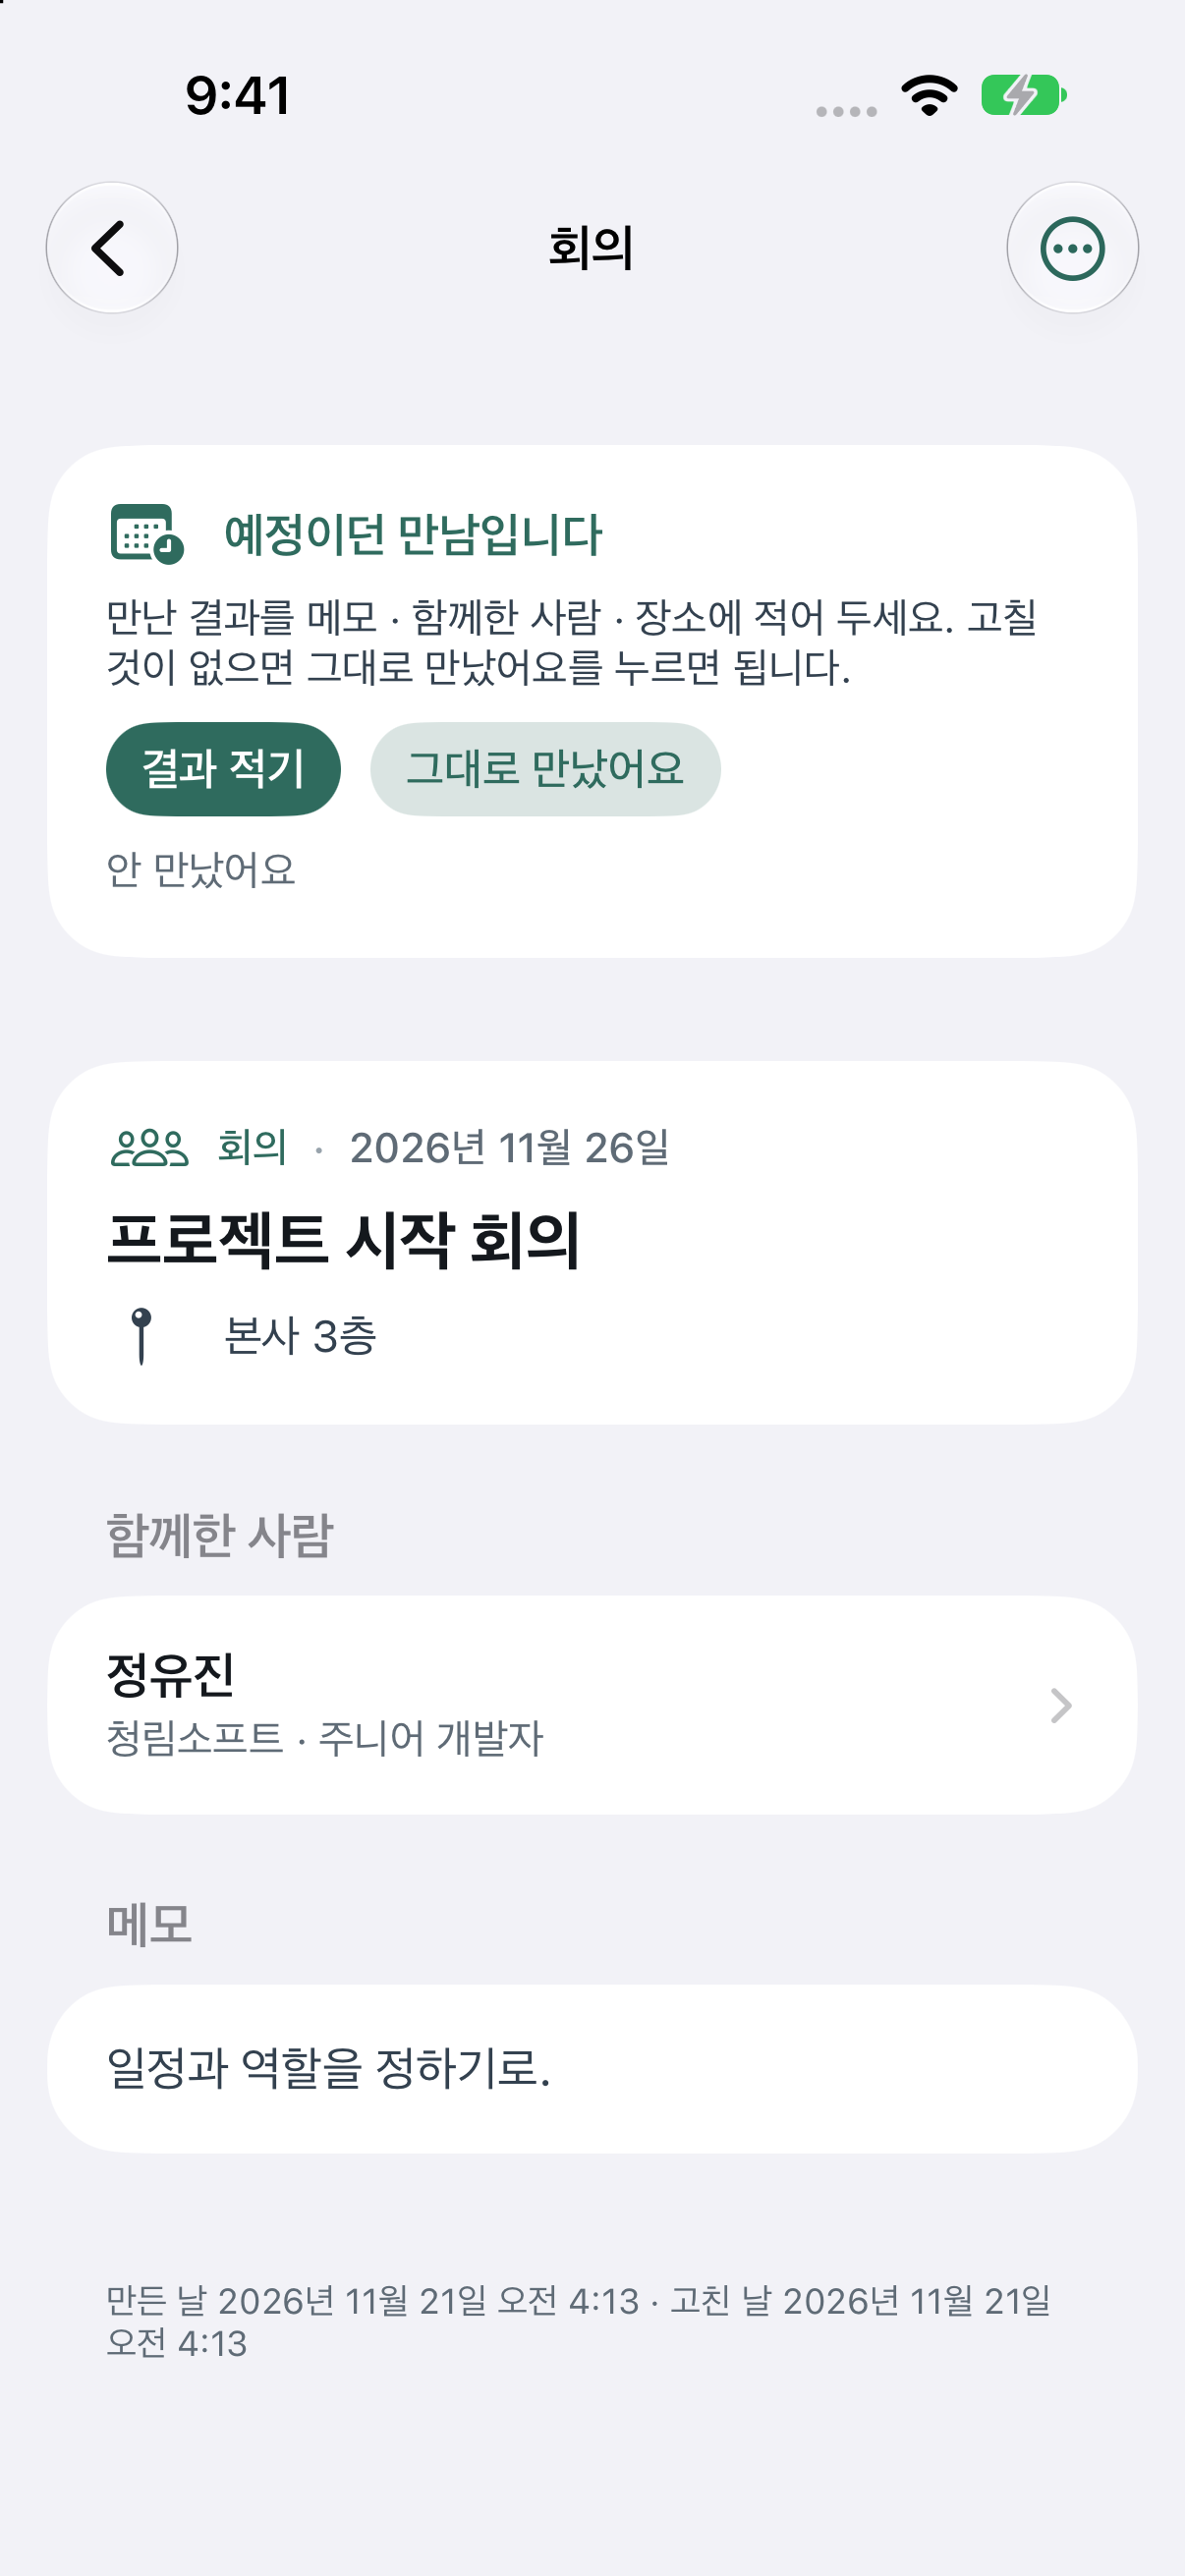 9:41
회의
예정이던 만남입니다
만난 결과를 메모 · 함께한 사람 · 장소에 적어 두세요. 고칠
것이 없으면 그대로 만났어요를 누르면 됩니다.
결과 적기
그대로 만났어요
안 만났어요
회의 · 2026년 11월 26일
프로젝트 시작 회의
본사 3층
함께한 사람
정유진
청림소프트 · 주니어 개발자
메모
일정과 역할을 정하기로.
만든 날 2026년 11월 21일 오전 4:13 · 고친 날 2026년 11월 21일
오전 4:13